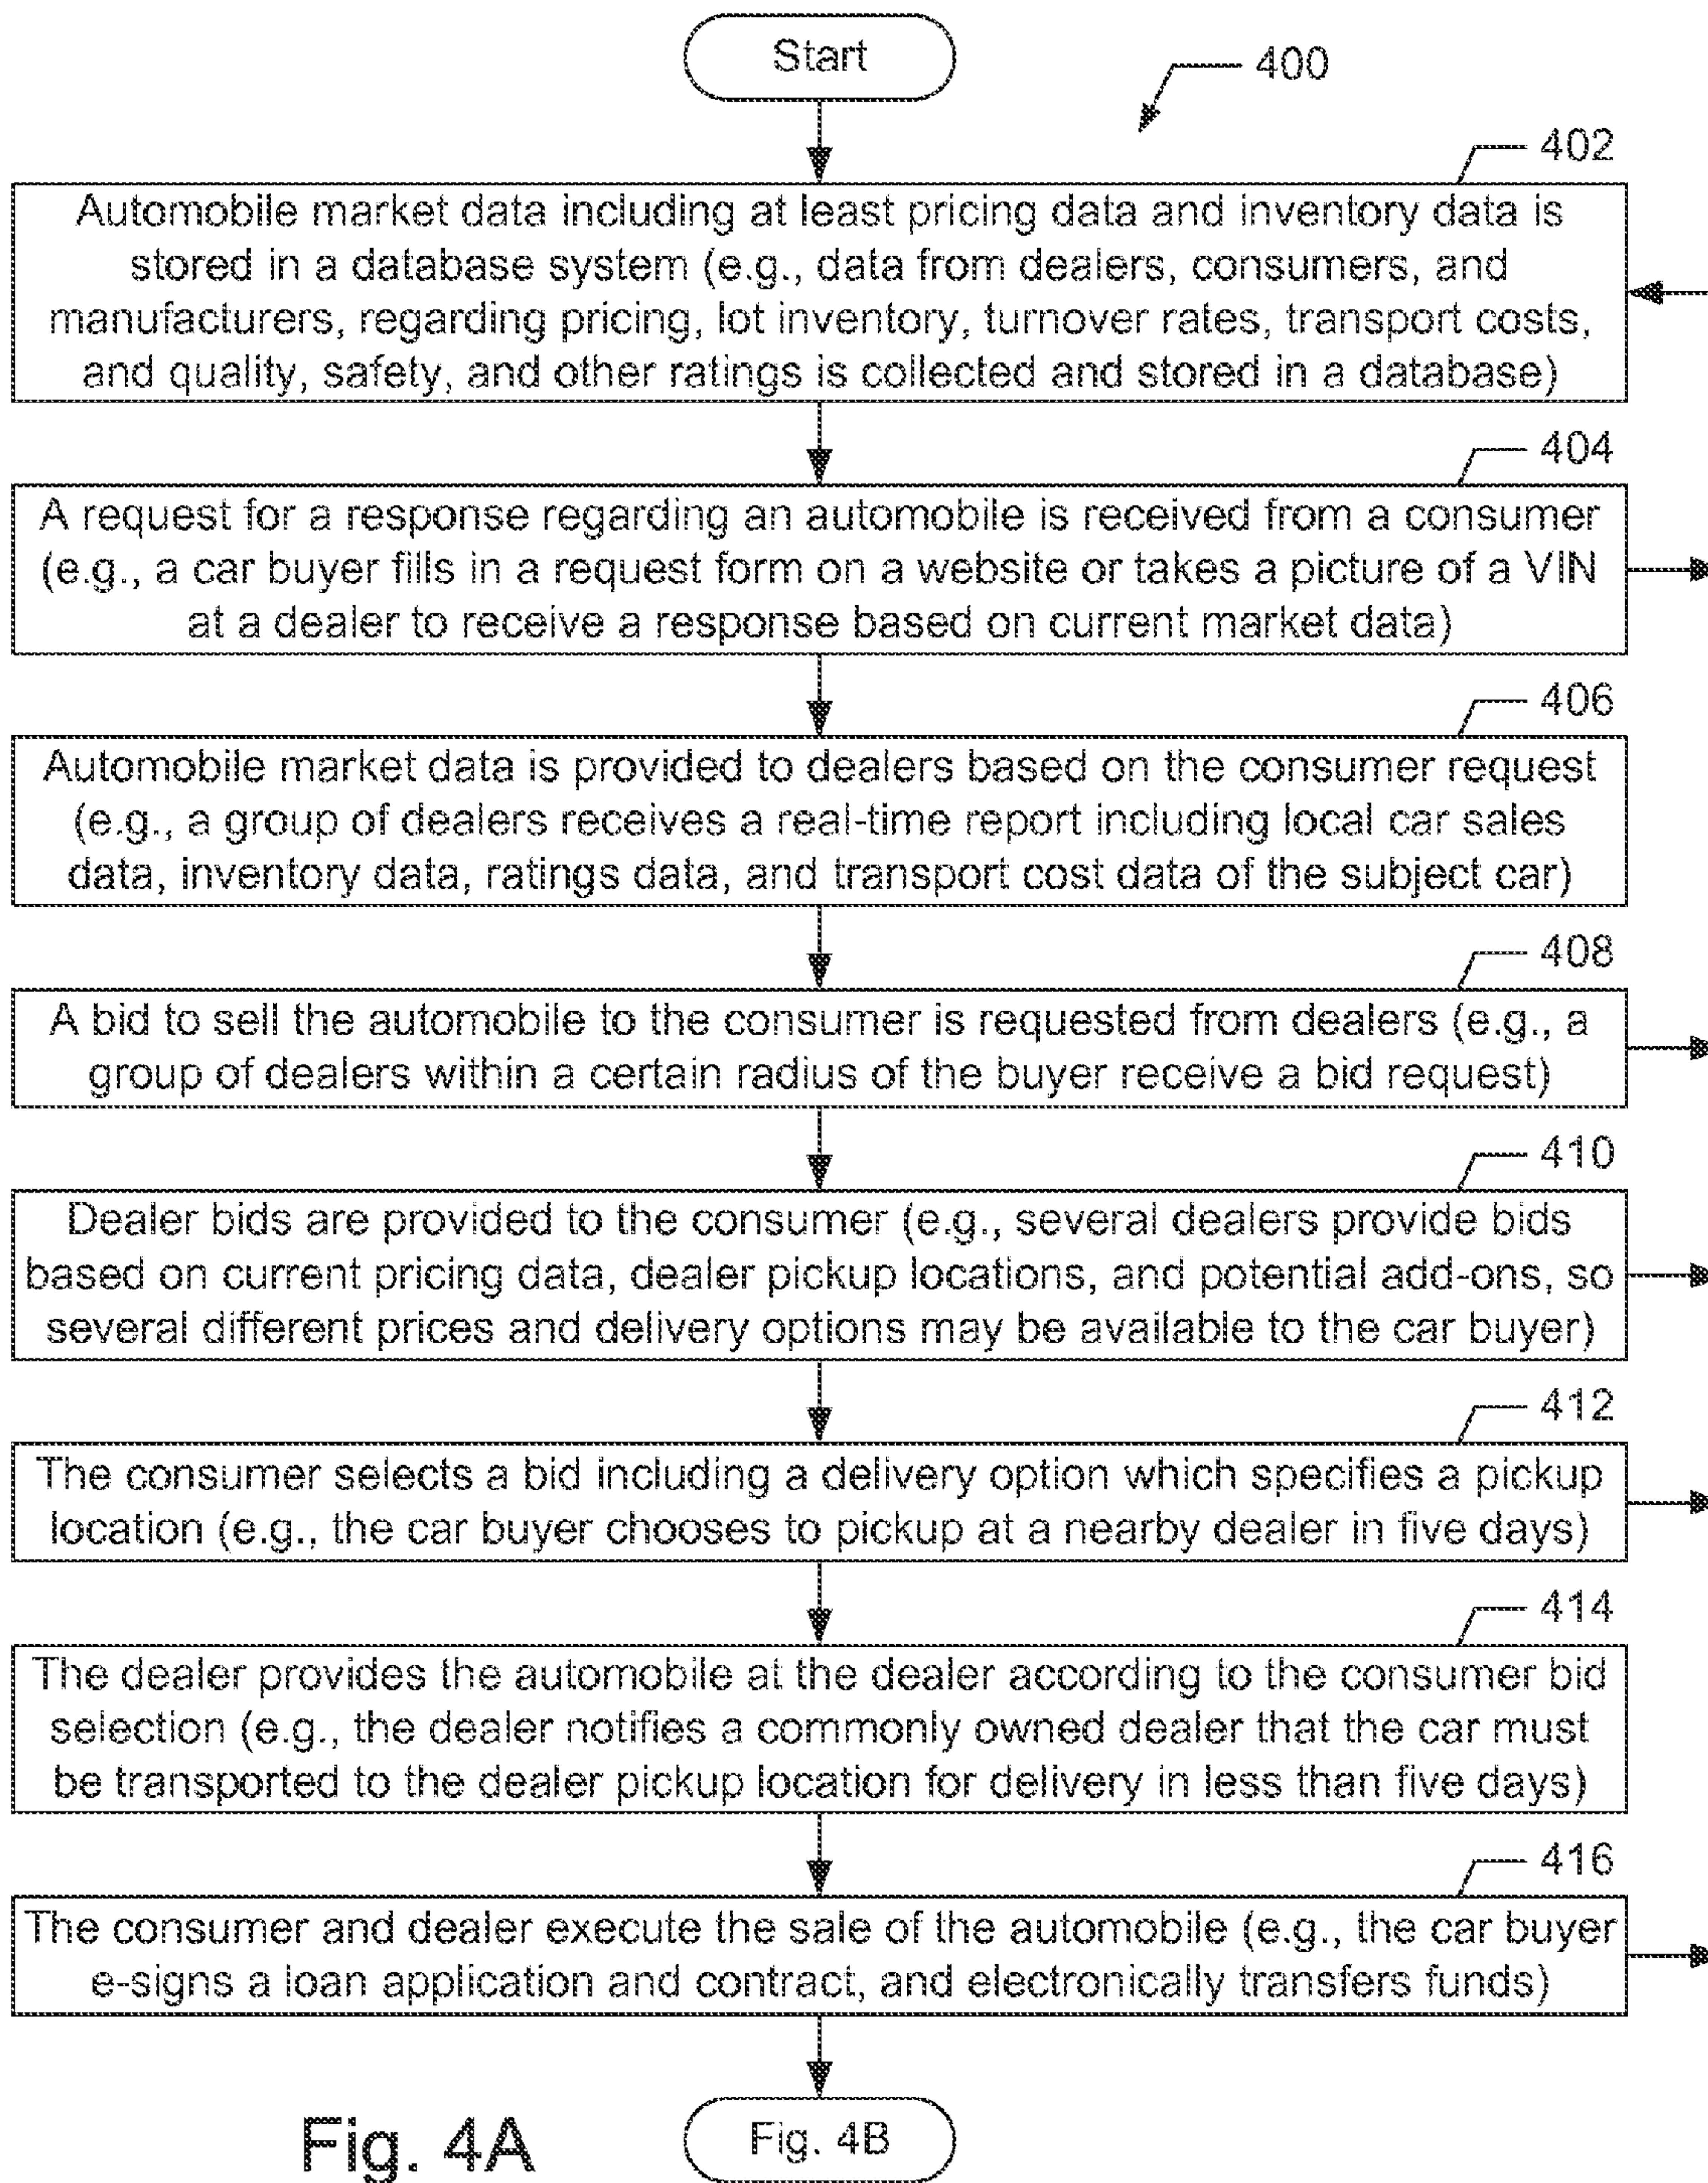 Start
400
402
Automobile market data including at least pricing data and inventory data is
stored in a database system (e.g., data from dealers, consumers, and
manufacturers, regarding pricing, lot inventory, turnover rates, transport costs,
and quality, safety, and other ratings is collected and stored in a database)
404
A request for a response regarding an automobile is received from a consumer
(e.g., a car buyer fills in a request form on a website or takes a picture of a VIN
at a dealer to receive a response based on current market data)
406
Automobile market data is provided to dealers based on the consumer request
(e.g., a group of dealers receives a real-time report including local car sales
data, inventory data, ratings data, and transport cost data of the subject car)
408
A bid to sell the automobile to the consumer is requested from dealers (e.g., a
group of dealers within a certain radius of the buyer receive a bid request)
410
Dealer bids are provided to the consumer (e.g., several dealers provide bids
based on current pricing data, dealer pickup locations, and potential add-ons, so
several different prices and delivery options may be available to the car buyer)
412
The consumer selects a bid including a delivery option which specifies a pickup
location (e.g., the car buyer chooses to pickup at a nearby dealer in five days)
414
The dealer provides the automobile at the dealer according to the consumer bid
selection (e.g., the dealer notifies a commonly owned dealer that the car must
be transported to the dealer pickup location for delivery in less than five days)
416
The consumer and dealer execute the sale of the automobile (e.g., the car buyer
e-signs a loan application and contract, and electronically transfers funds)
Fig. 4B
Fig. 4A